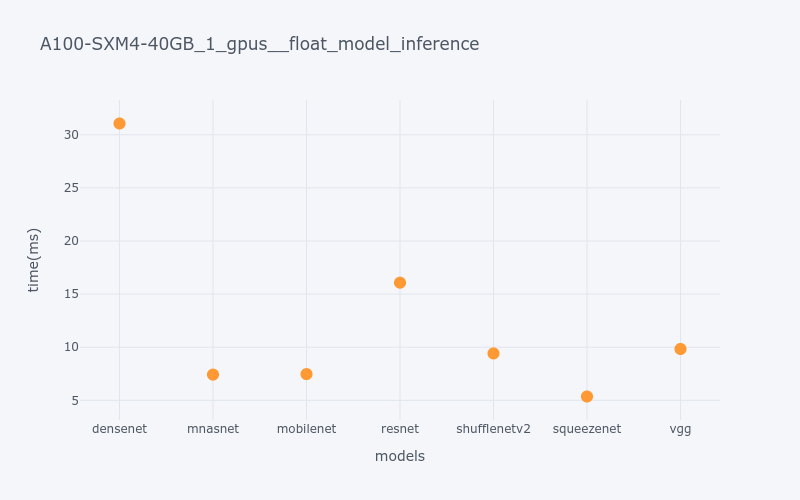 A100-SXM4-40GB_1_gpus__float_model_inference
time(ms)
30
25
20
15
10
5
densenet mnasnet mobilenet resnet shufflenetv2 squeezenet vgg
models